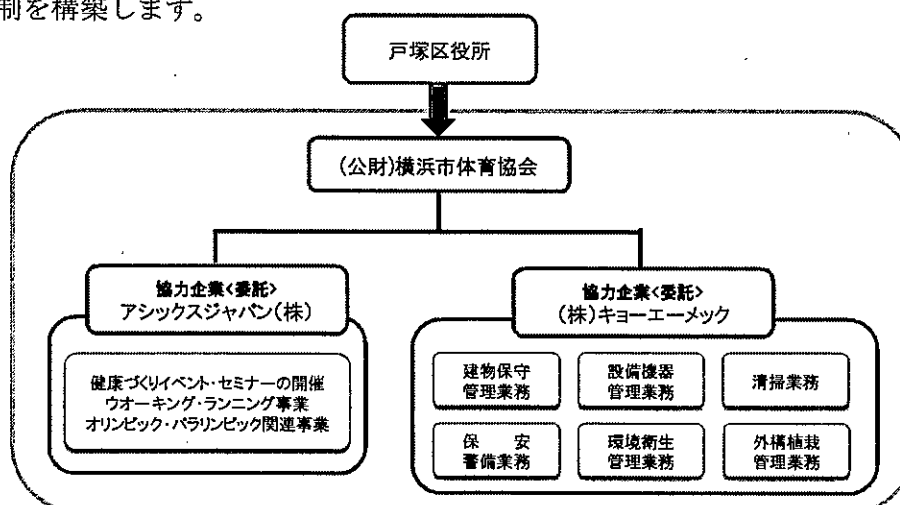 制を構築します。
戸塚区役所
(公財)横浜市体育協会
協力企業<委託>
アシックスジャパン(株)
健康づくりイベント・セミナーの開催
ウオーキング・ランニング事業
オリンピック・パラリンピック関連事業
協力企業<委託>
(株)キョーエーメック
建物保守
管理業務
設備機器
管理業務
清掃業務
保　安
警備業務
環境衛生
管理業務
外構植栽
管理業務